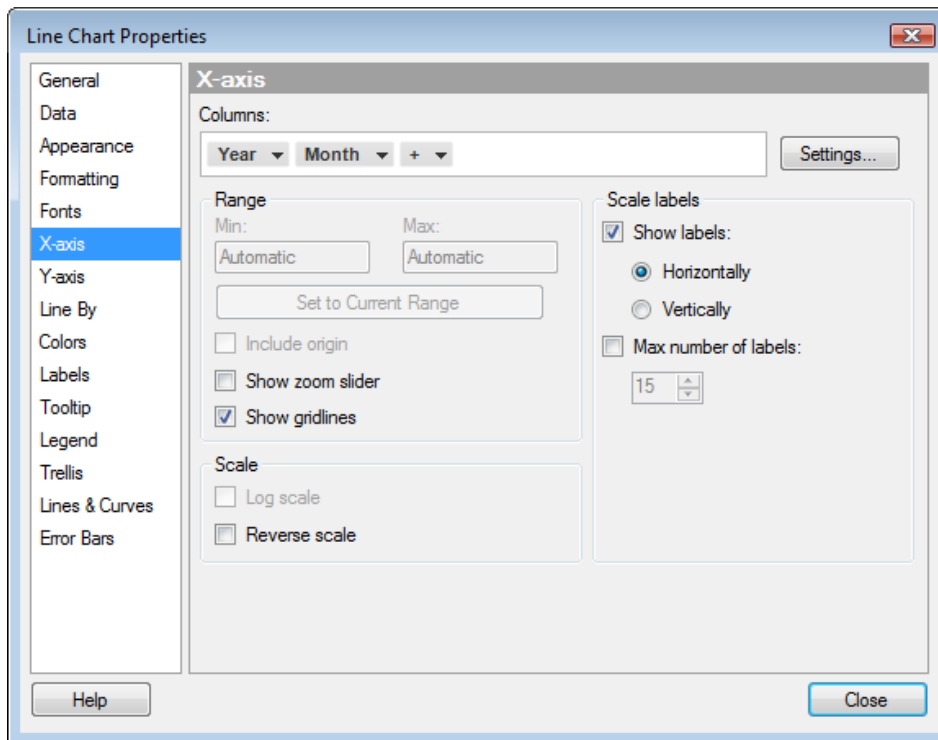 Line Chart Properties
General
Data
Appearance
Formatting
Fonts
X-axis
Y-axis
Line By
Colors
Labels
Tooltip
Legend
Trellis
Lines & Curves
Error Bars
X-axis
Columns:
Year Month +
Settings...
Range
Min: Max:
Automatic Automatic
Set to Current Range
Include origin
Show zoom slider
Show gridlines
Scale
Log scale
Reverse scale
Scale labels
Show labels:
Horizontally
Vertically
Max number of labels:
15
Help
Close